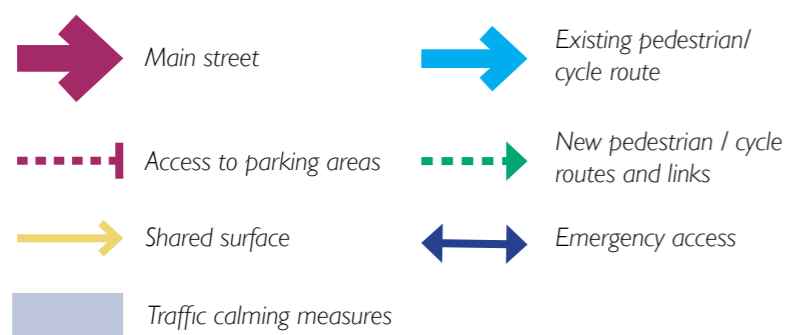 Main street
Existing pedestrian/
cycle route
Access to parking areas
New pedestrian / cycle
routes and links
Shared surface
Emergency access
Traffic calming measures